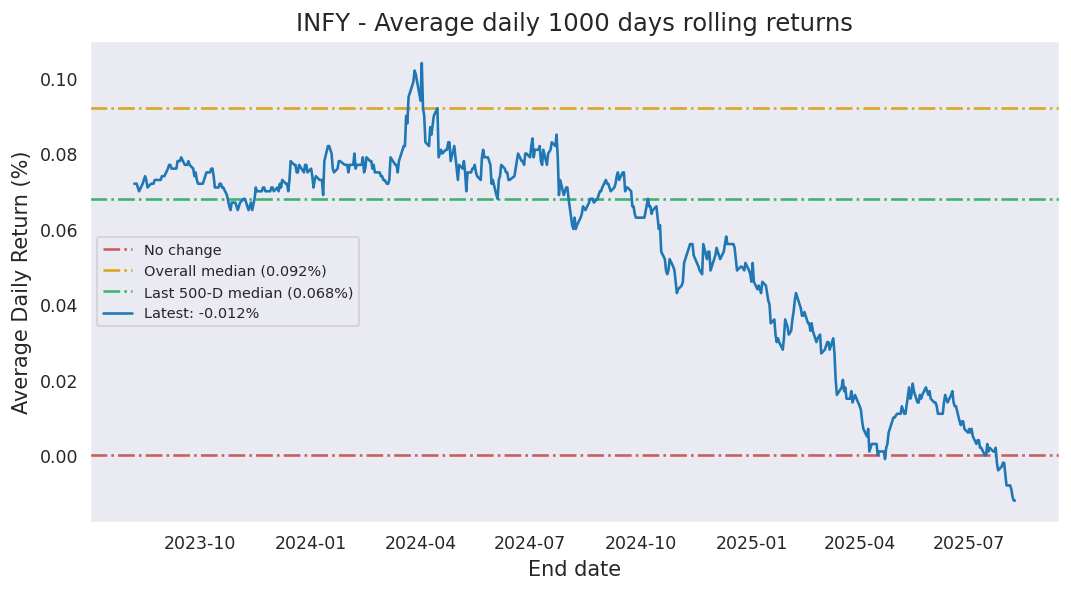 INFY - Average daily 1000 days rolling returns
Average Daily Return (%)
0.10
0.08
0.06
0.04
0.02
0.00
No change
Overall median (0.092%)
Last 500-D median (0.068%)
Latest: -0.012%
2023-10
2024-01
2024-04
2024-07
2024-10
2025-01
2025-04
2025-07
End date